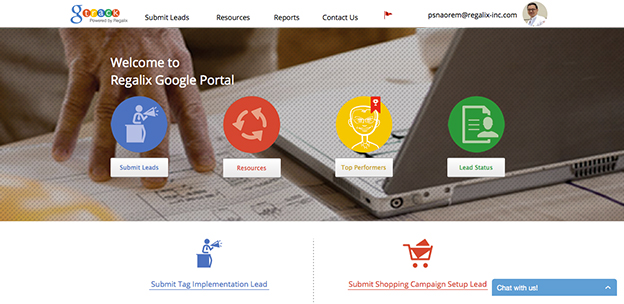 gtrack
Powered by Regalix
Submit Leads
Resources
Reports
Contact Us
psnaorem@regalix-inc.com
Welcome to
Regalix Google Portal
Submit Leads
Resources
Top Performers
Lead Status
Submit Tag Implementation Lead
Submit Shopping Campaign Setup Lead
Chat with us!